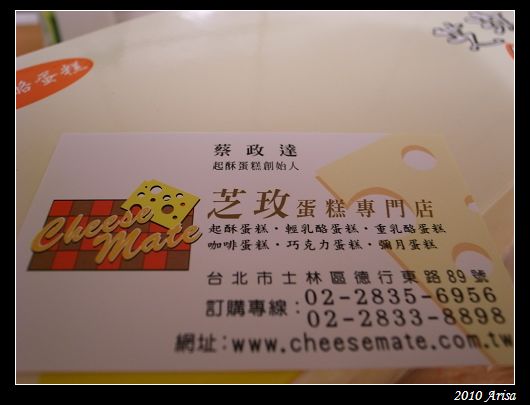 洛蛋糕
蔡政達
起酥蛋糕創始人
Cheese
Mate
芝玫蛋糕專門店
起酥蛋糕・輕乳酪蛋糕・重乳酪蛋糕
咖啡蛋糕・巧克力蛋糕・彌月蛋糕
台北市士林區德行東路89號
訂購專線：02-2835-6956
02-2833-8898
網址:www.cheesemate.com.tw
2010 Arisa